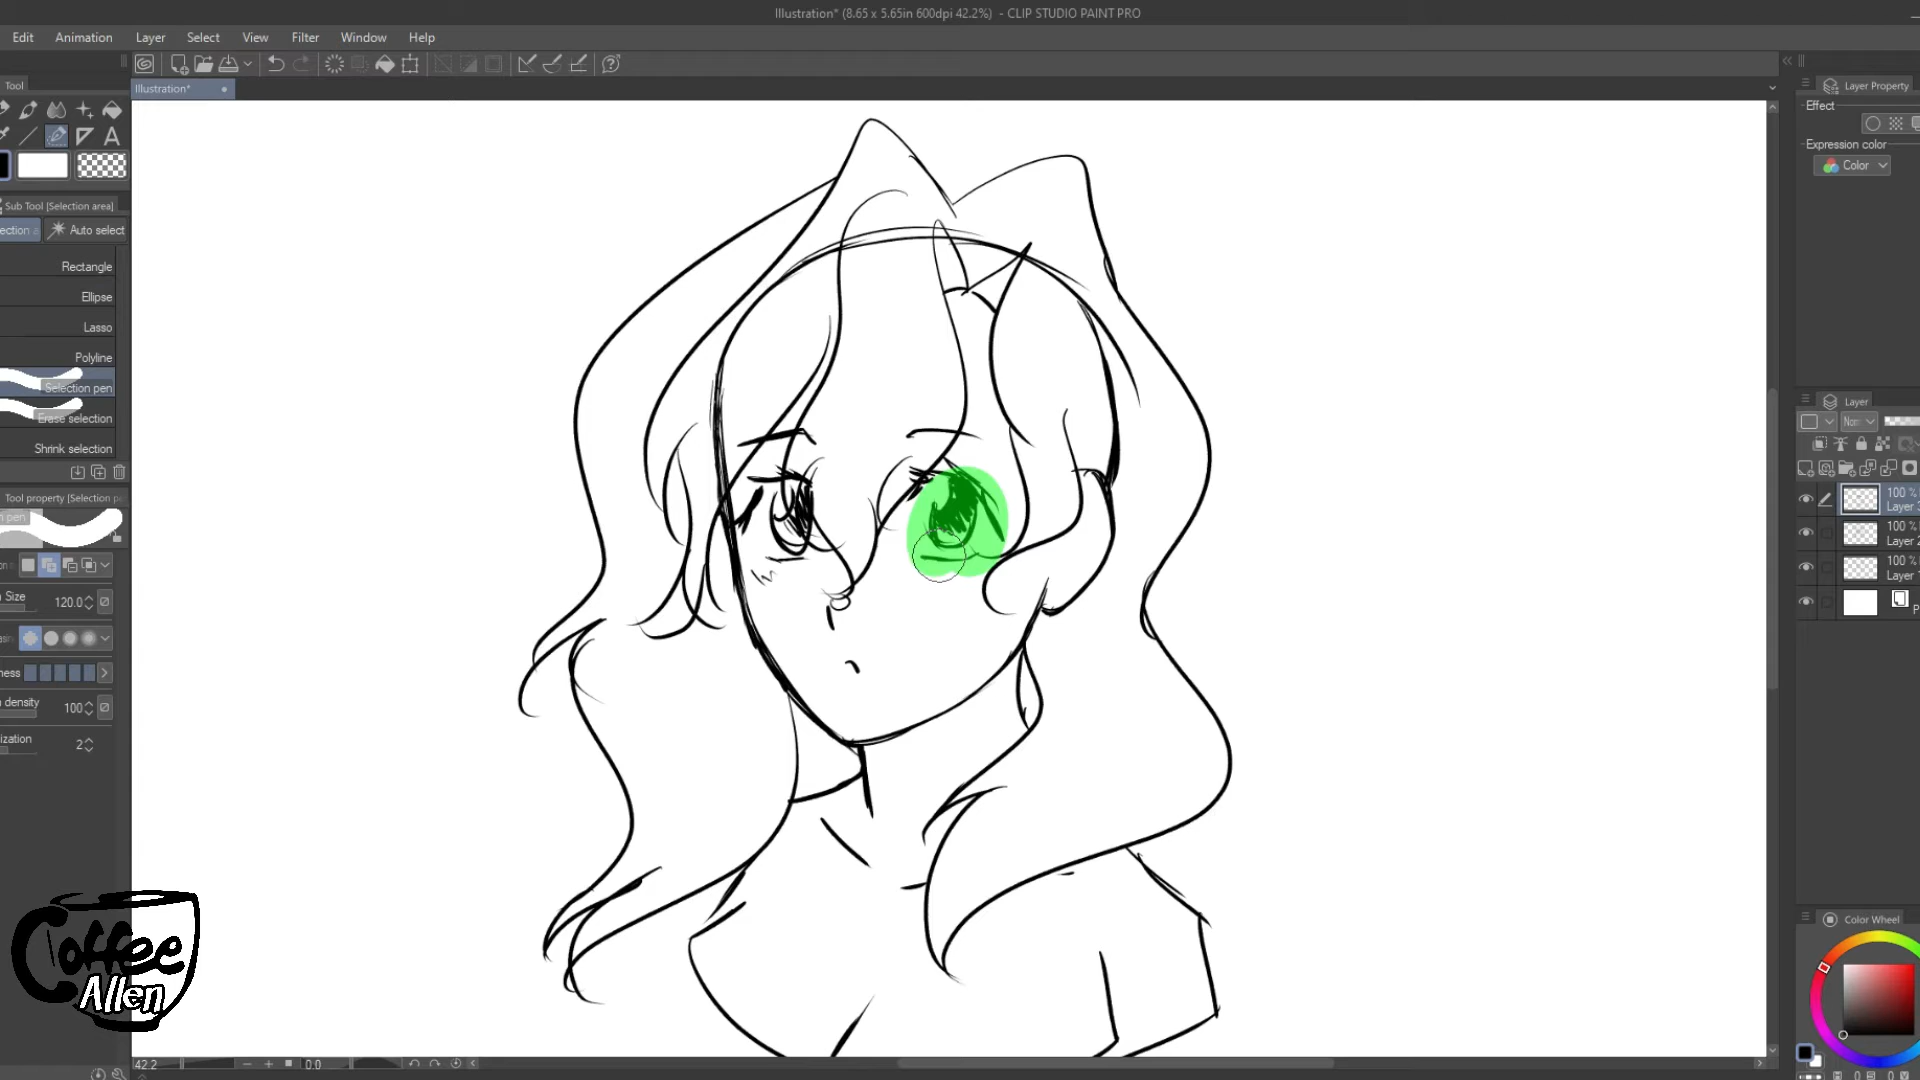 Illustration* (8.65 x 5.65in 600dpi 42.2%) - CLIP STUDIO PAINT PRO
Edit Animation Layer Select View Filter Window Help
Tool
Illustration*
Layer Property
Effect
Expression color
Color
Sub Tool [Selection area]
Auto select
Rectangle
Ellipse
Lasso
Polyline
Selection pen
Erase selection
Shrink selection
Tool property [Selection pe
Size 120.0
density 100
2
Layer
100 %
Layer
100 %
Layer 2
100 %
Layer
P
Color Wheel
Coffee
Allen
42.2 0.0